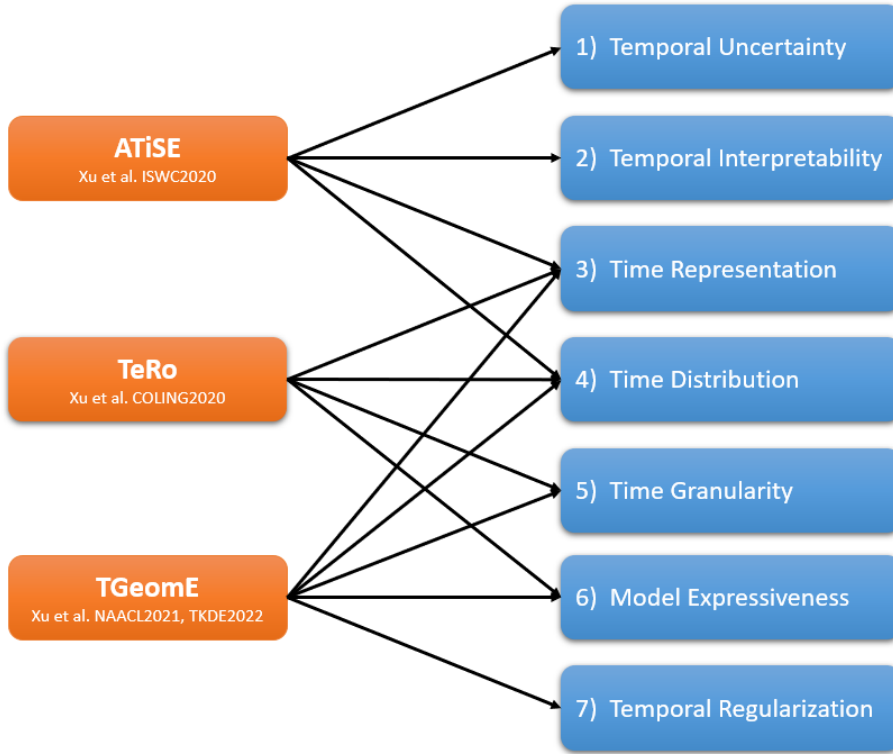 1) Temporal Uncertainty
ATiSE
Xu et al. ISWC2020
2) Temporal Interpretability
3) Time Representation
TeRo
Xu et al. COLING2020
4) Time Distribution
5) Time Granularity
TGeomE
Xu et al. NAACL2021, TKDE2022
6) Model Expressiveness
7) Temporal Regularization